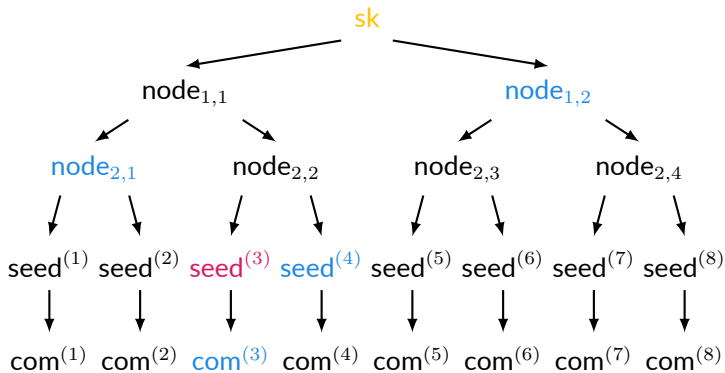 sk
node₁,₁ node₁,₂
node₂,₁ node₂,₂ node₂,₃ node₂,₄
seed⁽¹⁾ seed⁽²⁾ seed⁽³⁾ seed⁽⁴⁾ seed⁽⁵⁾ seed⁽⁶⁾ seed⁽⁷⁾ seed⁽⁸⁾
com⁽¹⁾ com⁽²⁾ com⁽³⁾ com⁽⁴⁾ com⁽⁵⁾ com⁽⁶⁾ com⁽⁷⁾ com⁽⁸⁾